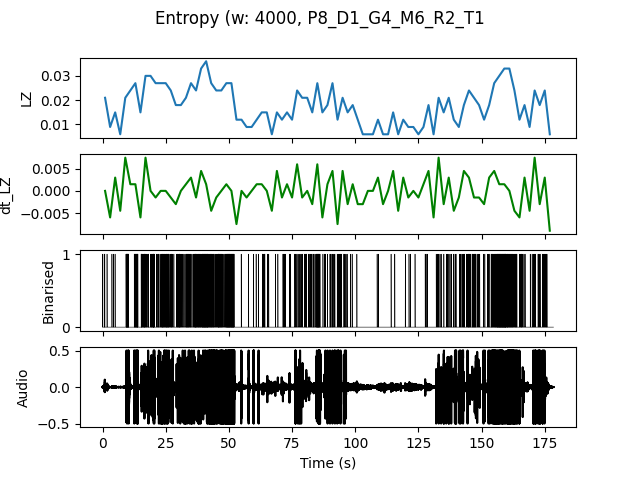 Entropy (w: 4000, P8_D1_G4_M6_R2_T1
LZ
0.03
0.02
0.01
dt_LZ
0.005
0.000
−0.005
Binarised
1
0
Audio
0.5
0.0
−0.5
0 25 50 75 100 125 150 175
Time (s)